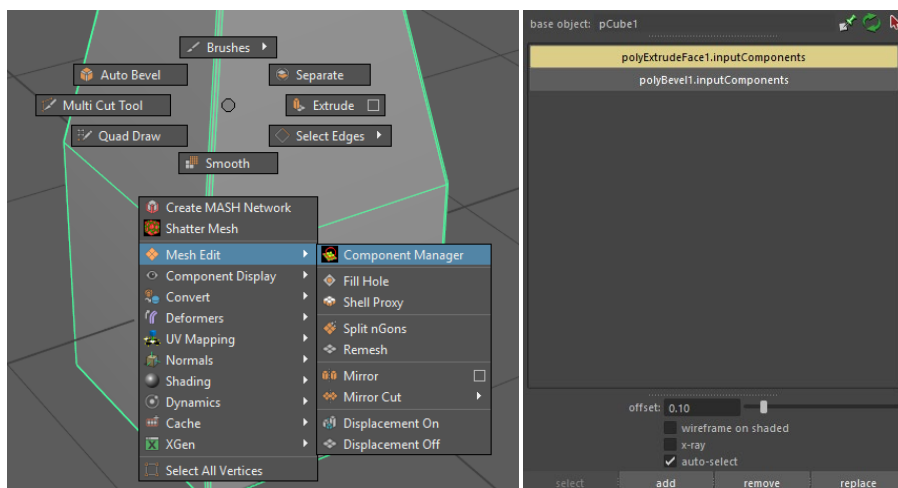 Brushes
Auto Bevel
Separate
Multi Cut Tool
Extrude
Quad Draw
Select Edges
Smooth
Create MASH Network
Shatter Mesh
Mesh Edit
Component Display
Convert
Deformers
UV Mapping
Normals
Shading
Dynamics
Cache
XGen
Select All Vertices
Component Manager
Fill Hole
Shell Proxy
Split nGons
Remesh
Mirror
Mirror Cut
Displacement On
Displacement Off
base object: pCube1
polyExtrudeFace1.inputComponents
polyBevel1.inputComponents
offset: 0.10
wireframe on shaded
x-ray
auto-select
select add remove replace